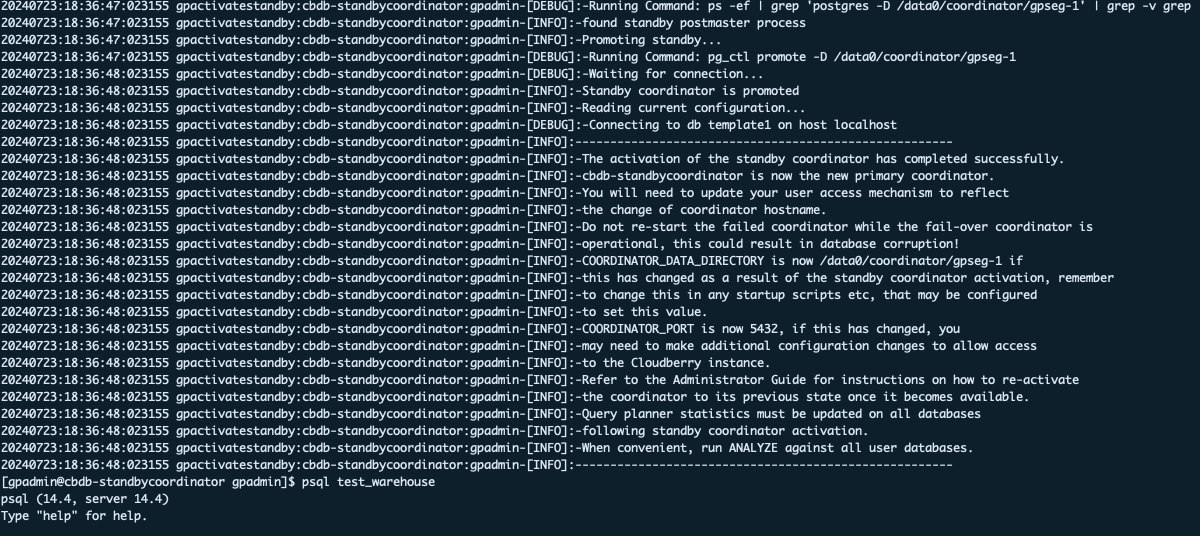 20240723:18:36:47:023155 gpactivatestandby:cbdb-standbycoordinator:gpadmin-[DEBUG]:-Running Command: ps -ef | grep 'postgres -D /data0/coordinator/gpseg-1' | grep -v grep
20240723:18:36:47:023155 gpactivatestandby:cbdb-standbycoordinator:gpadmin-[INFO]:-found standby postmaster process
20240723:18:36:47:023155 gpactivatestandby:cbdb-standbycoordinator:gpadmin-[INFO]:-Promoting standby...
20240723:18:36:47:023155 gpactivatestandby:cbdb-standbycoordinator:gpadmin-[DEBUG]:-Running Command: pg_ctl promote -D /data0/coordinator/gpseg-1
20240723:18:36:48:023155 gpactivatestandby:cbdb-standbycoordinator:gpadmin-[DEBUG]:-Waiting for connection...
20240723:18:36:48:023155 gpactivatestandby:cbdb-standbycoordinator:gpadmin-[INFO]:-Standby coordinator is promoted
20240723:18:36:48:023155 gpactivatestandby:cbdb-standbycoordinator:gpadmin-[INFO]:-Reading current configuration...
20240723:18:36:48:023155 gpactivatestandby:cbdb-standbycoordinator:gpadmin-[DEBUG]:-Connecting to db template1 on host localhost
20240723:18:36:48:023155 gpactivatestandby:cbdb-standbycoordinator:gpadmin-[INFO]:------------------------------------------------------
20240723:18:36:48:023155 gpactivatestandby:cbdb-standbycoordinator:gpadmin-[INFO]:-The activation of the standby coordinator has completed successfully.
20240723:18:36:48:023155 gpactivatestandby:cbdb-standbycoordinator:gpadmin-[INFO]:-cbdb-standbycoordinator is now the new primary coordinator.
20240723:18:36:48:023155 gpactivatestandby:cbdb-standbycoordinator:gpadmin-[INFO]:-You will need to update your user access mechanism to reflect
20240723:18:36:48:023155 gpactivatestandby:cbdb-standbycoordinator:gpadmin-[INFO]:-the change of coordinator hostname.
20240723:18:36:48:023155 gpactivatestandby:cbdb-standbycoordinator:gpadmin-[INFO]:-Do not re-start the failed coordinator while the fail-over coordinator is
20240723:18:36:48:023155 gpactivatestandby:cbdb-standbycoordinator:gpadmin-[INFO]:-operational, this could result in database corruption!
20240723:18:36:48:023155 gpactivatestandby:cbdb-standbycoordinator:gpadmin-[INFO]:-COORDINATOR_DATA_DIRECTORY is now /data0/coordinator/gpseg-1 if
20240723:18:36:48:023155 gpactivatestandby:cbdb-standbycoordinator:gpadmin-[INFO]:-this has changed as a result of the standby coordinator activation, remember
20240723:18:36:48:023155 gpactivatestandby:cbdb-standbycoordinator:gpadmin-[INFO]:-to change this in any startup scripts etc, that may be configured
20240723:18:36:48:023155 gpactivatestandby:cbdb-standbycoordinator:gpadmin-[INFO]:-to set this value.
20240723:18:36:48:023155 gpactivatestandby:cbdb-standbycoordinator:gpadmin-[INFO]:-COORDINATOR_PORT is now 5432, if this has changed, you
20240723:18:36:48:023155 gpactivatestandby:cbdb-standbycoordinator:gpadmin-[INFO]:-may need to make additional configuration changes to allow access
20240723:18:36:48:023155 gpactivatestandby:cbdb-standbycoordinator:gpadmin-[INFO]:-to the Cloudberry instance.
20240723:18:36:48:023155 gpactivatestandby:cbdb-standbycoordinator:gpadmin-[INFO]:-Refer to the Administrator Guide for instructions on how to re-activate
20240723:18:36:48:023155 gpactivatestandby:cbdb-standbycoordinator:gpadmin-[INFO]:-the coordinator to its previous state once it becomes available.
20240723:18:36:48:023155 gpactivatestandby:cbdb-standbycoordinator:gpadmin-[INFO]:-Query planner statistics must be updated on all databases
20240723:18:36:48:023155 gpactivatestandby:cbdb-standbycoordinator:gpadmin-[INFO]:-following standby coordinator activation.
20240723:18:36:48:023155 gpactivatestandby:cbdb-standbycoordinator:gpadmin-[INFO]:-When convenient, run ANALYZE against all user databases.
20240723:18:36:48:023155 gpactivatestandby:cbdb-standbycoordinator:gpadmin-[INFO]:------------------------------------------------------
[gpadmin@cbdb-standbycoordinator gpadmin]$ psql test_warehouse
psql (14.4, server 14.4)
Type "help" for help.